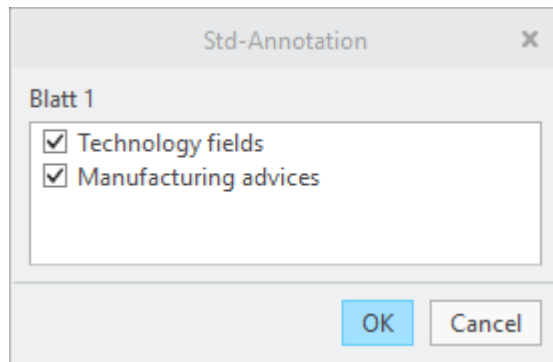 Std-Annotation
Blatt 1
Technology fields
Manufacturing advices
OK Cancel